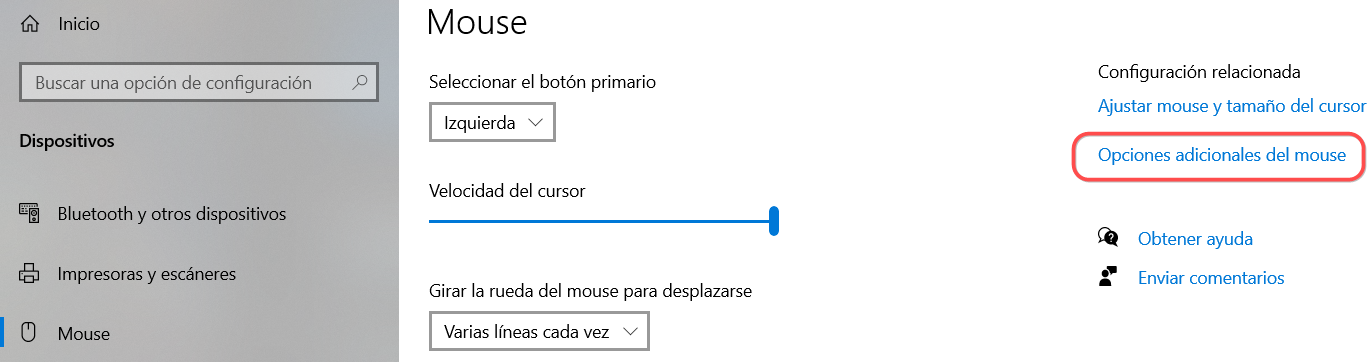 Inicio
Buscar una opción de configuración
Dispositivos
Bluetooth y otros dispositivos
Impresoras y escáneres
Mouse
Mouse
Seleccionar el botón primario
Izquierda
Velocidad del cursor
Girar la rueda del mouse para desplazarse
Varias líneas cada vez
Configuración relacionada
Ajustar mouse y tamaño del cursor
Opciones adicionales del mouse
Obtener ayuda
Enviar comentarios